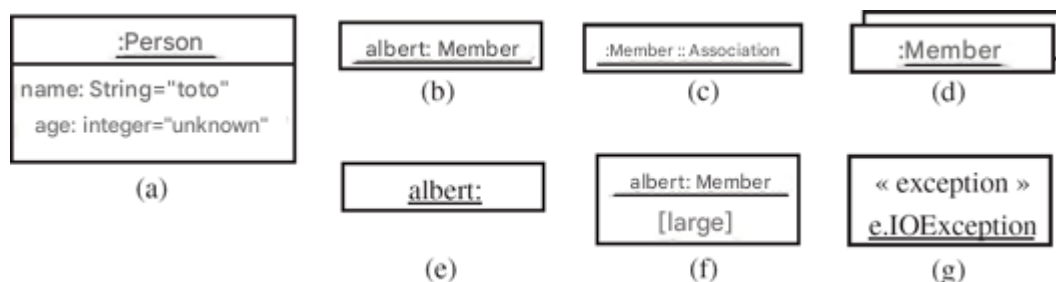 :Person
name: String="toto"
age: integer="unknown"
(a)
albert: Member
(b)
:Member :: Association
(c)
:Member
(d)
albert:
(e)
albert: Member
[large]
(f)
« exception »
e.IOException
(g)